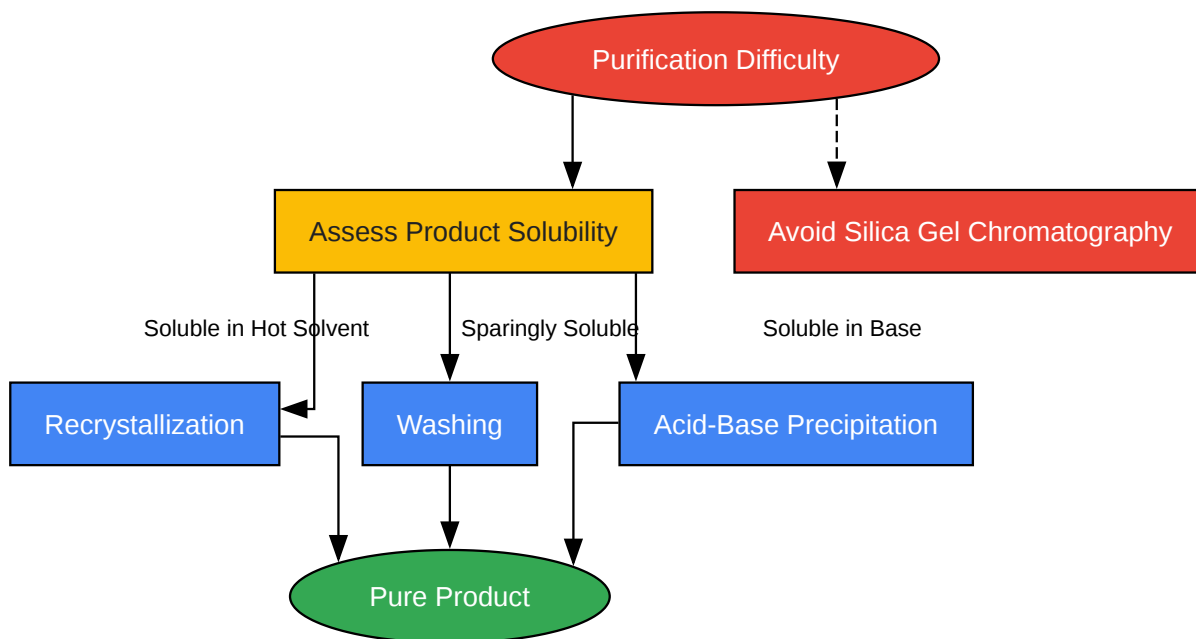 Purification Difficulty
Assess Product Solubility
Avoid Silica Gel Chromatography
Soluble in Hot Solvent
Sparingly Soluble
Soluble in Base
Recrystallization
Washing
Acid-Base Precipitation
Pure Product